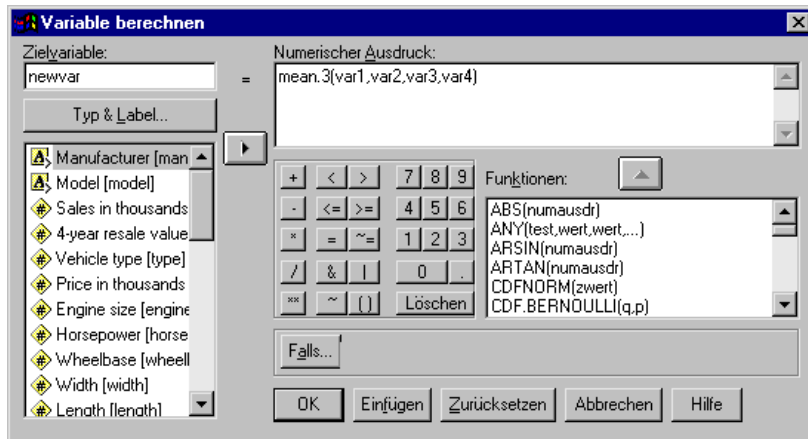 Variable berechnen
Zielvariable:
newvar
=
Numerischer Ausdruck:
mean.3(var1,var2,var3,var4)
Typ & Label...
Manufacturer [man
Model [model]
Sales in thousands
4-year resale value
Vehicle type [type]
Price in thousands
Engine size [engine
Horsepower [horse
Wheelbase [wheell
Width [width]
Length [length]
+ < > 7 8 9
- <= >= 4 5 6
* = ~= 1 2 3
/ & | 0 .
** ~ () Löschen
Funktionen:
ABS(numausdr)
ANY(test,wert,wert,...)
ARSIN(numausdr)
ARTAN(numausdr)
CDFNORM(zwert)
CDF.BERNOULLI(q,p)
Falls...
OK Einfügen Zurücksetzen Abbrechen Hilfe